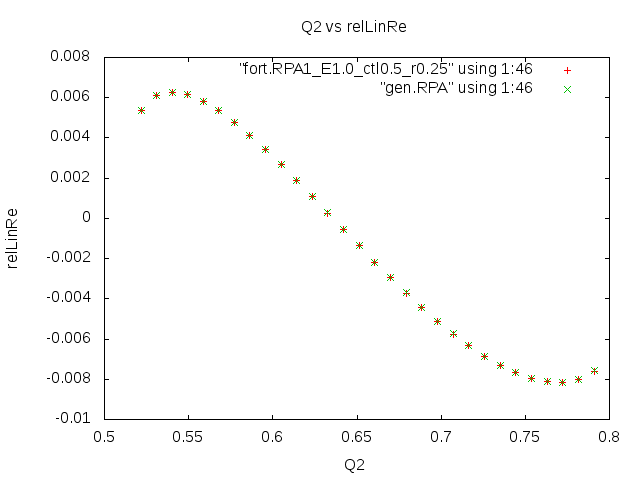 Q2 vs relLinRe
"fort.RPA1_E1.0_ctl0.5_r0.25" using 1:46
"gen.RPA" using 1:46
0.008
0.006
0.004
0.002
0
-0.002
-0.004
-0.006
-0.008
-0.01
relLinRe
0.5 0.55 0.6 0.65 0.7 0.75 0.8
Q2